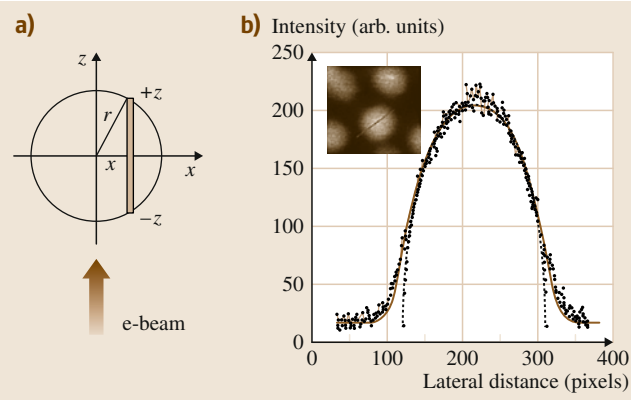 a)
z
+z
r
x
x
−z
e-beam
b) Intensity (arb. units)
250
200
150
100
50
0
0 100 200 300 400
Lateral distance (pixels)